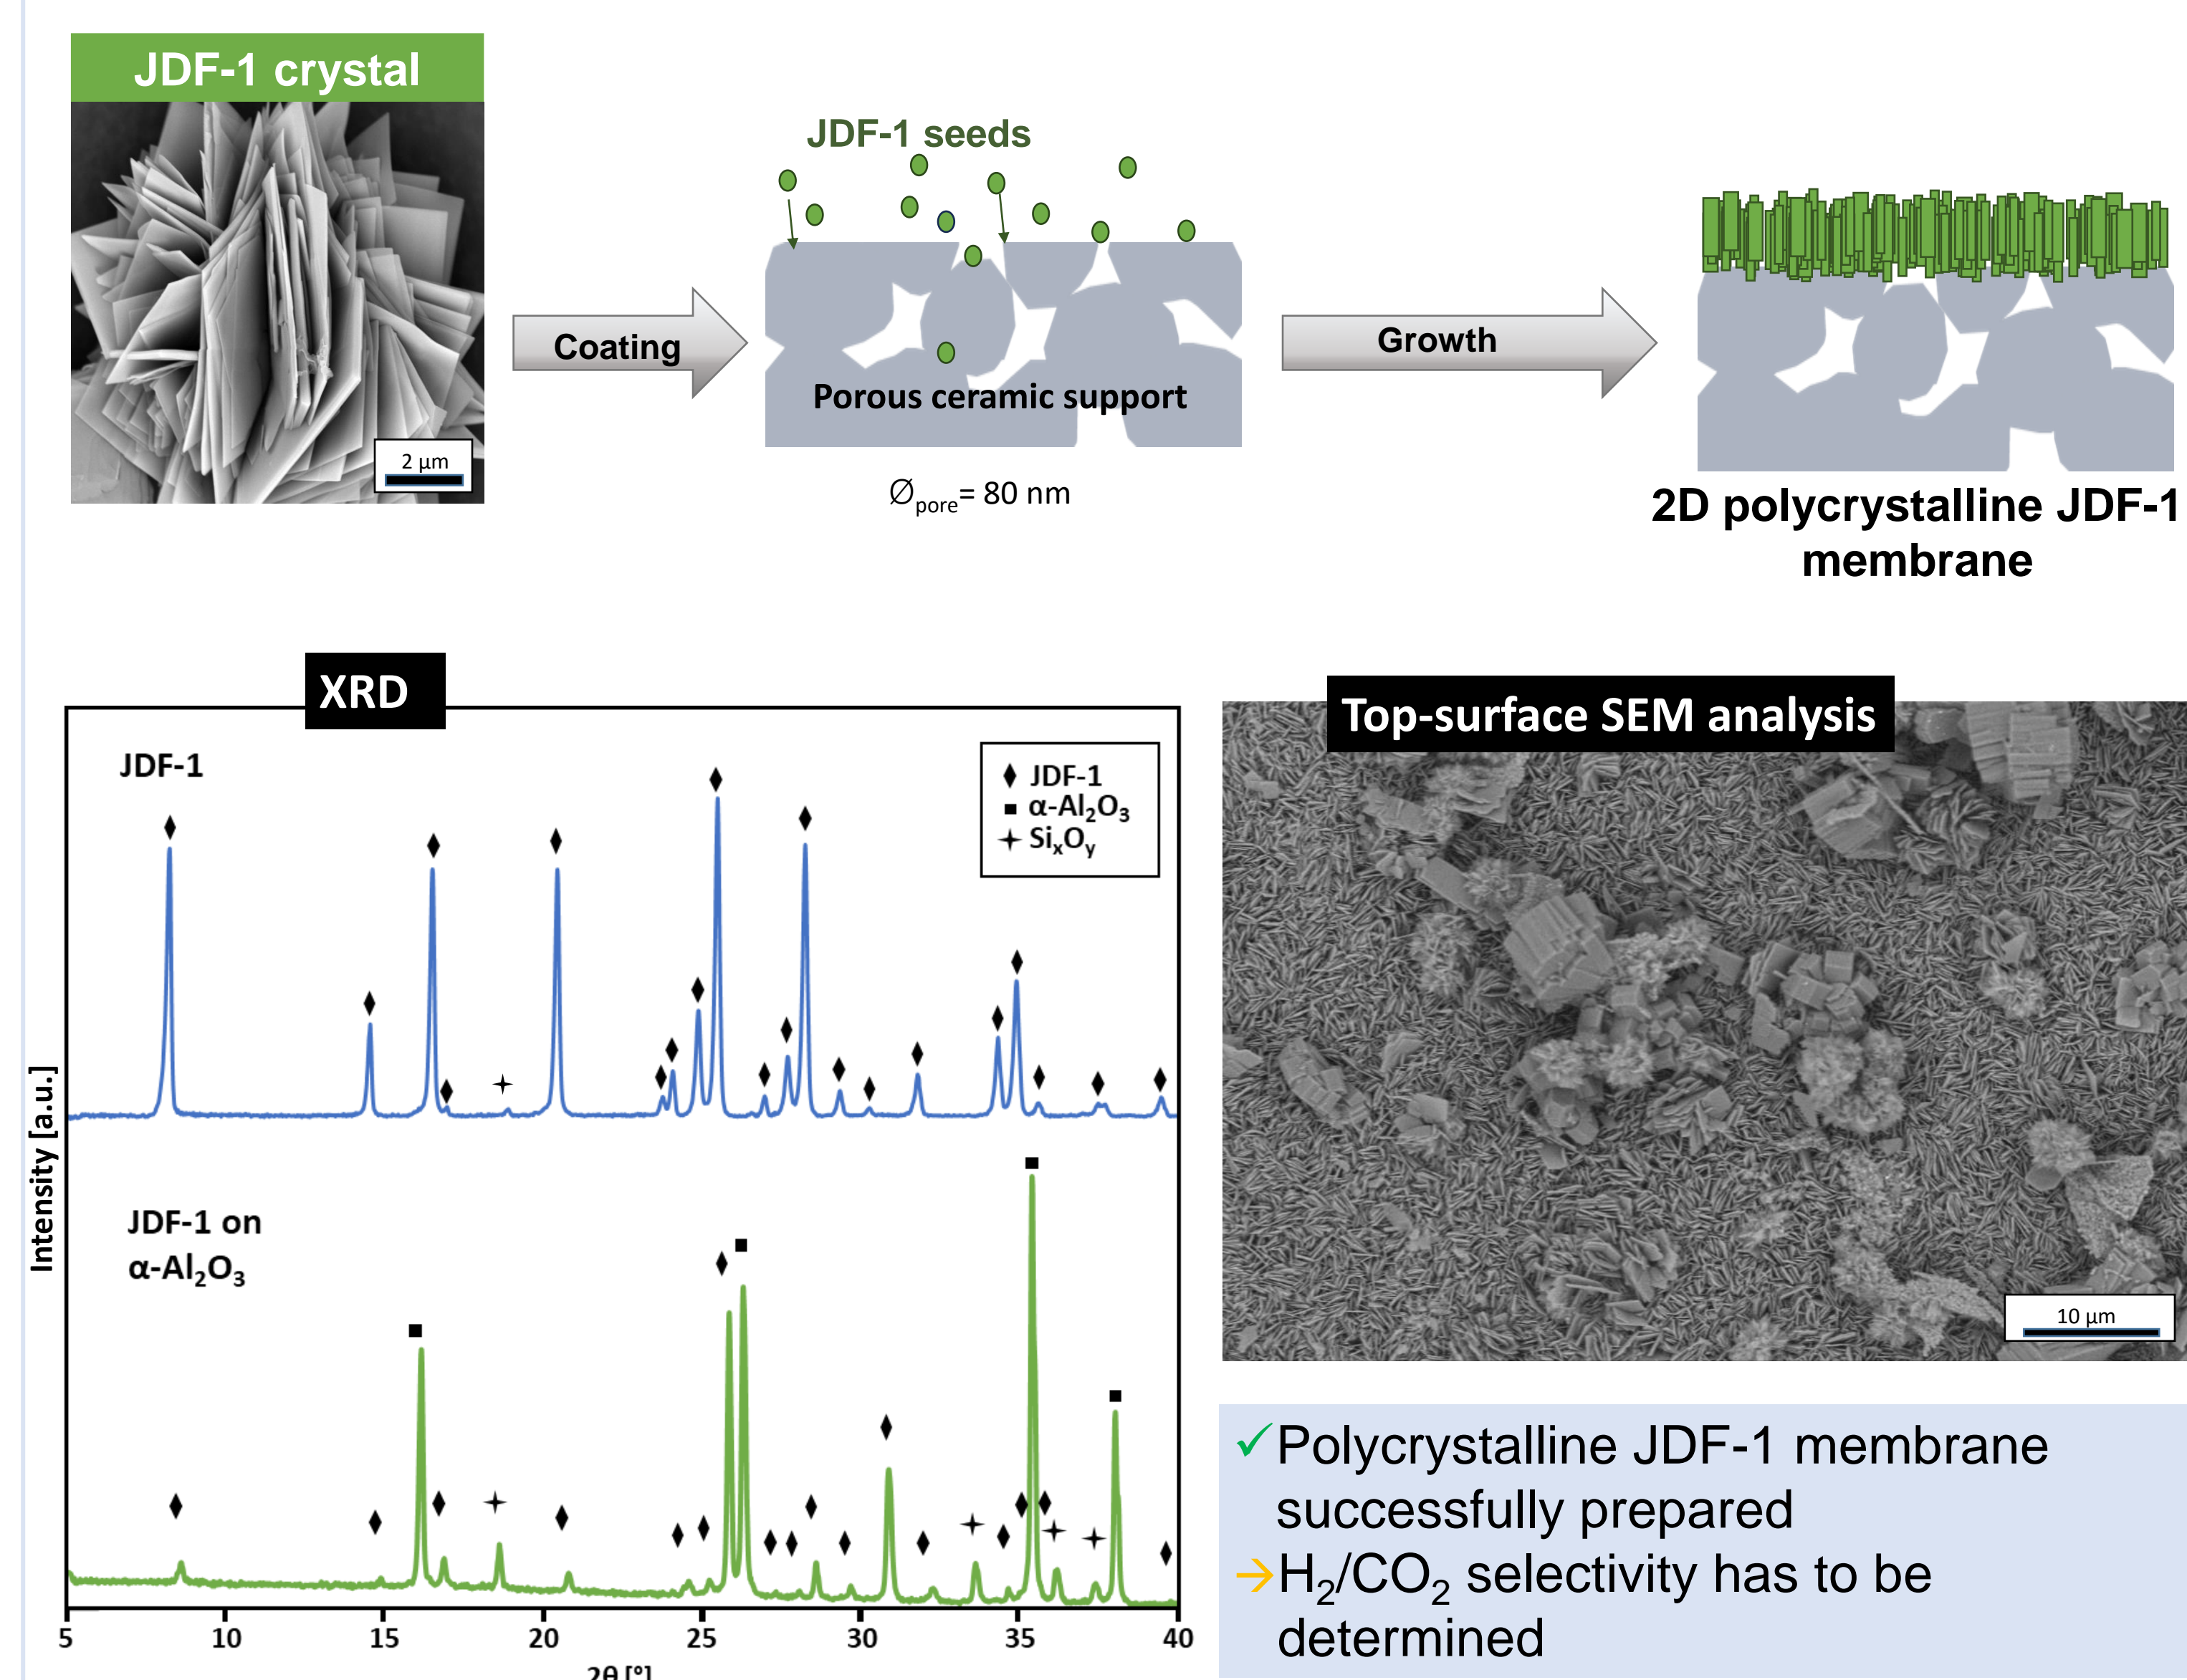 JDF-1 crystal
2 µm
Coating
JDF-1 seeds
Porous ceramic support
Øpore= 80 nm
Growth
2D polycrystalline JDF-1
membrane
XRD
JDF-1
JDF-1
α-Al2O3
SixOy
JDF-1 on
α-Al2O3
Intensity [a.u.]
5 10 15 20 25 30 35 40
2θ [°]
Top-surface SEM analysis
10 µm
✓Polycrystalline JDF-1 membrane
successfully prepared
→H2/CO2 selectivity has to be
determined